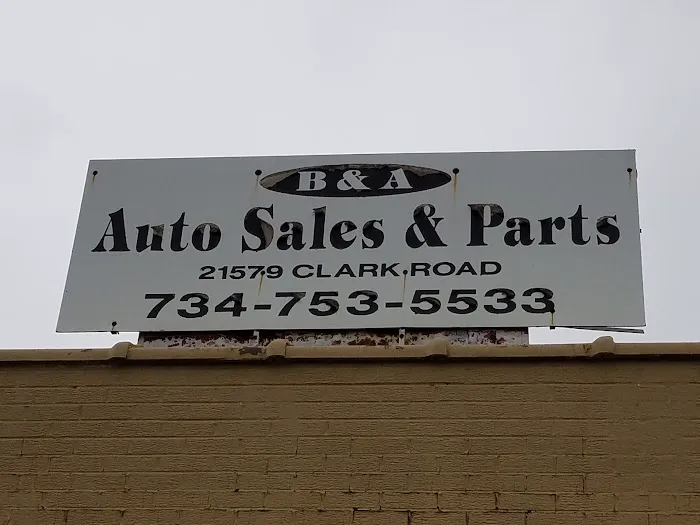 B & A
Auto Sales & Parts
21579 CLARK ROAD
734-753-5533